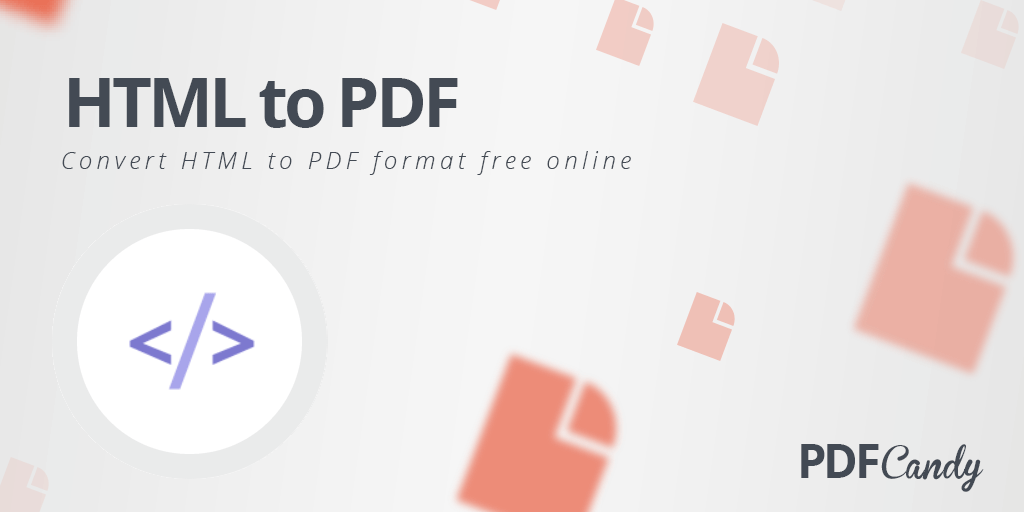 HTML to PDF
Convert HTML to PDF format free online
</>
PDFCandy